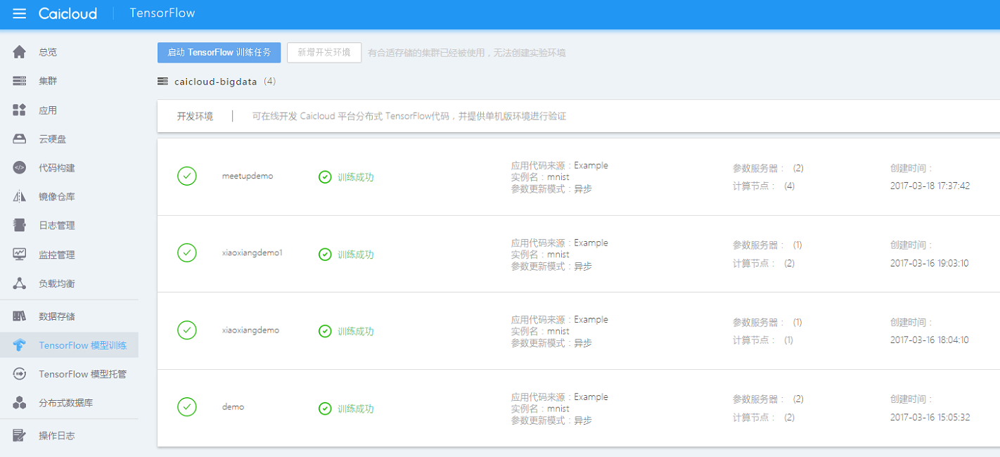 Caicloud TensorFlow
总览
集群
应用
云硬盘
代码构建
镜像仓库
日志管理
监控管理
负载均衡
数据存储
TensorFlow 模型训练
TensorFlow 模型托管
分布式数据库
操作日志
启动 TensorFlow 训练任务 新增开发环境 有合适存储的集群已经被使用，无法创建实验环境
caicloud-bigdata (4)
开发环境 | 可在线开发 Caicloud 平台分布式 TensorFlow代码，并提供单机版环境进行验证
meetupdemo 训练成功
应用代码来源：Example
实例名：mnist
参数更新模式：异步
参数服务器： (2)
计算节点： (4)
创建时间：
2017-03-18 17:37:42
xiaoxiangdemo1 训练成功
应用代码来源：Example
实例名：mnist
参数更新模式：异步
参数服务器： (1)
计算节点： (2)
创建时间：
2017-03-16 19:03:10
xiaoxiangdemo 训练成功
应用代码来源：Example
实例名：mnist
参数更新模式：异步
参数服务器： (1)
计算节点： (1)
创建时间：
2017-03-16 18:04:10
demo 训练成功
应用代码来源：Example
实例名：mnist
参数更新模式：异步
参数服务器： (2)
计算节点： (2)
创建时间：
2017-03-16 15:05:32